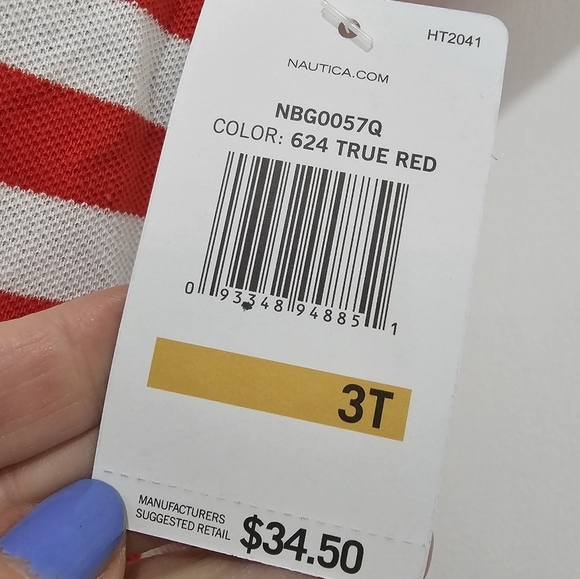 HT2041
NAUTICA.COM
NBG0057Q
COLOR: 624 TRUE RED
0 93348 94885 1
3T
MANUFACTURERS
SUGGESTED RETAIL $34.50